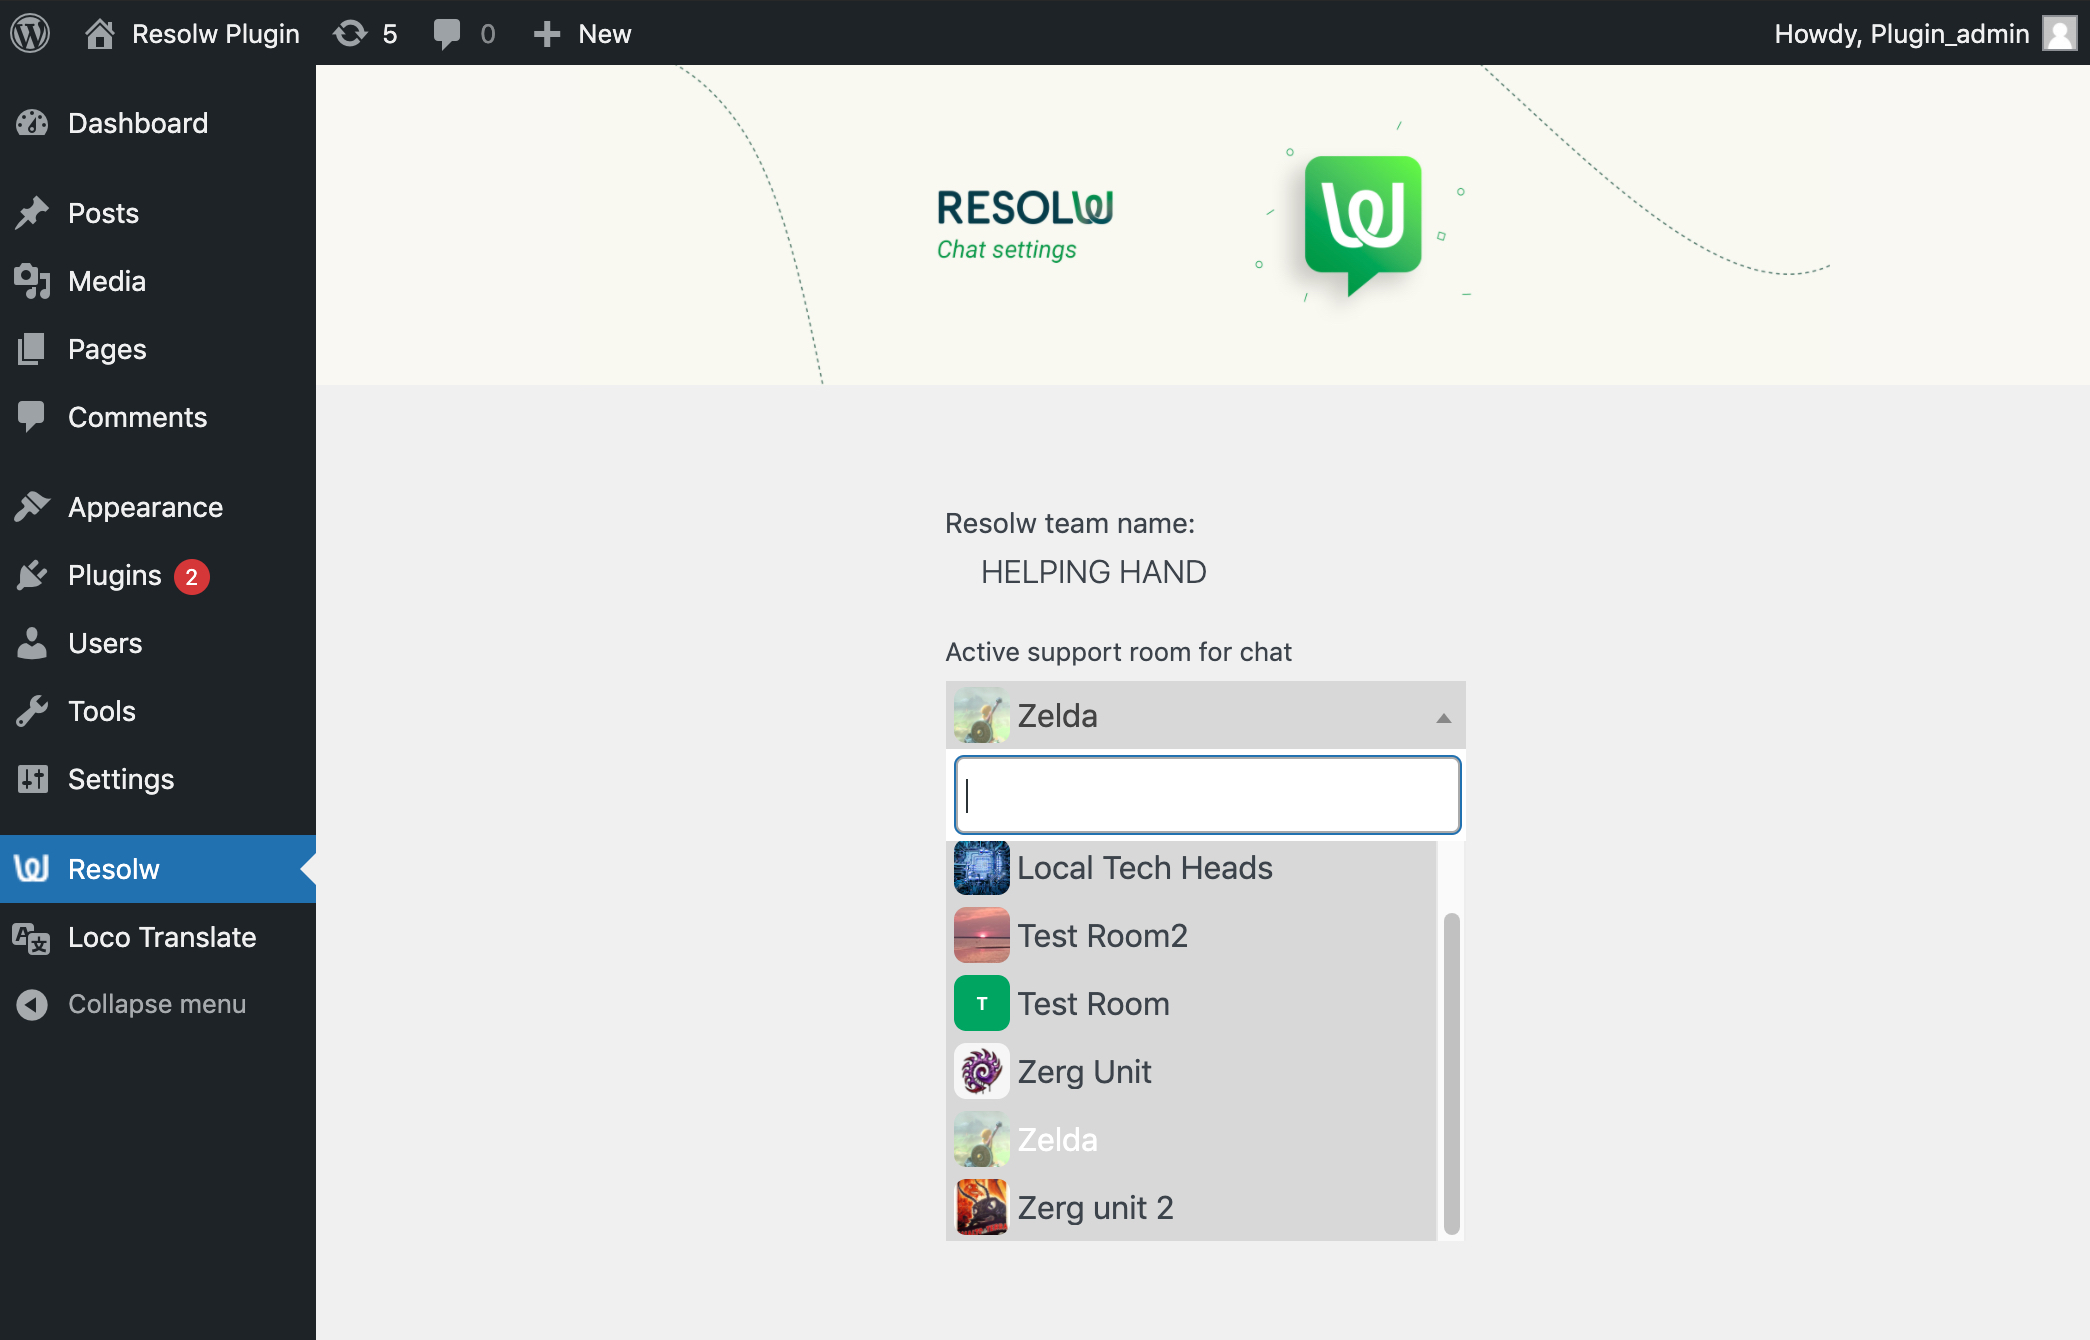 Resolw Plugin
5
0
New
Howdy, Plugin_admin
Dashboard
Posts
Media
Pages
Comments
Appearance
Plugins 2
Users
Tools
Settings
Resolw
Loco Translate
Collapse menu
RESOLW
Chat settings
Resolw team name:
HELPING HAND
Active support room for chat
Zelda
Local Tech Heads
Test Room2
T
Test Room
Zerg Unit
Zelda
Zerg unit 2